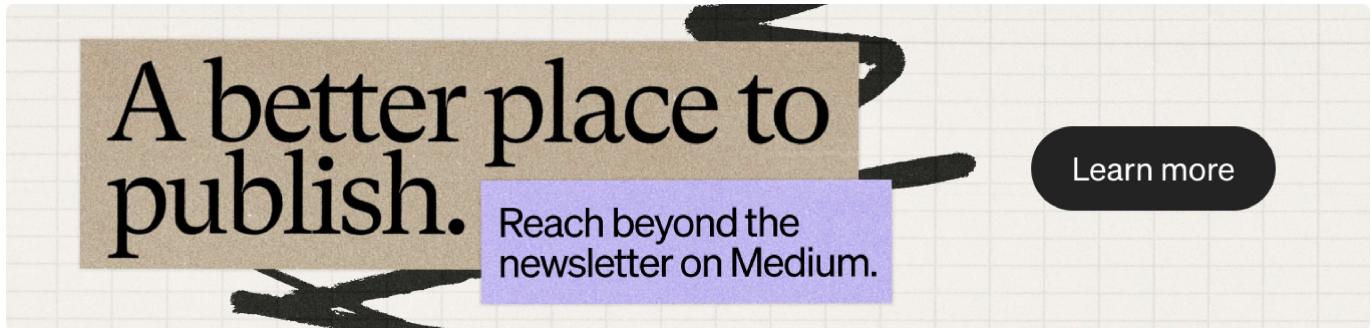 A better place to
publish.
Reach beyond the
newsletter on Medium.
Learn more